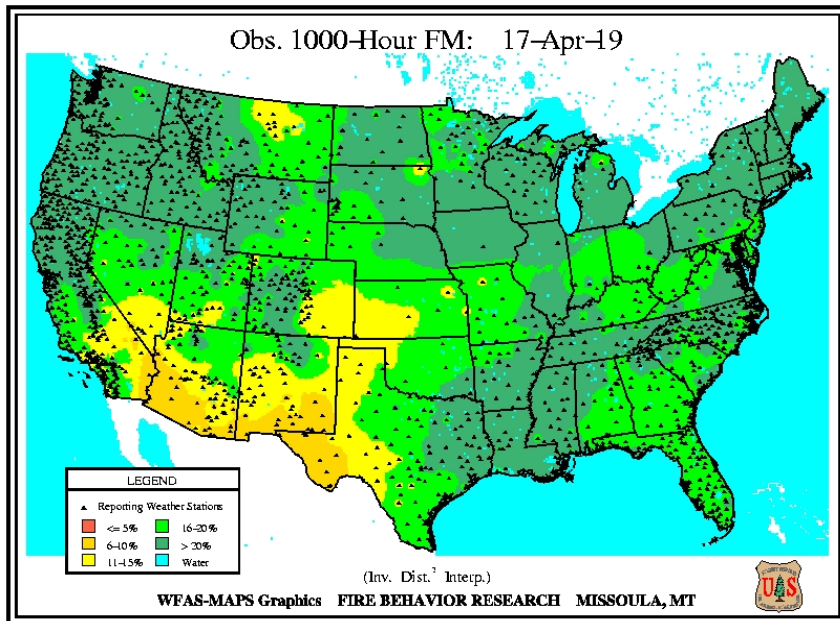 Obs. 1000-Hour FM: 17-Apr-19
LEGEND
Reporting Weather Stations
<= 5% 16-20%
6-10% > 20%
11-15% Water
(Inv. Dist.² Interp.)
WFAS-MAPS Graphics FIRE BEHAVIOR RESEARCH MISSOULA, MT
U S